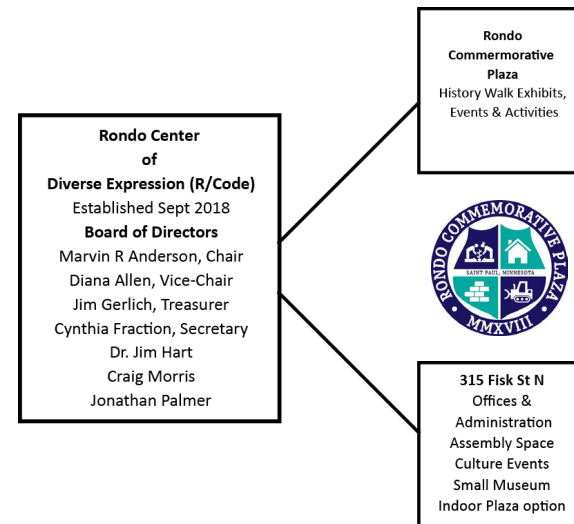 Rondo Center
of
Diverse Expression (R/Code)
Established Sept 2018
Board of Directors
Marvin R Anderson, Chair
Diana Allen, Vice-Chair
Jim Gerlich, Treasurer
Cynthia Fraction, Secretary
Dr. Jim Hart
Craig Morris
Jonathan Palmer
Rondo
Commermorative
Plaza
History Walk Exhibits,
Events & Activities
RONDO COMMEMORATIVE PLAZA
SAINT PAUL, MINNESOTA
MMXVIII
315 Fisk St N
Offices &
Administration
Assembly Space
Culture Events
Small Museum
Indoor Plaza option